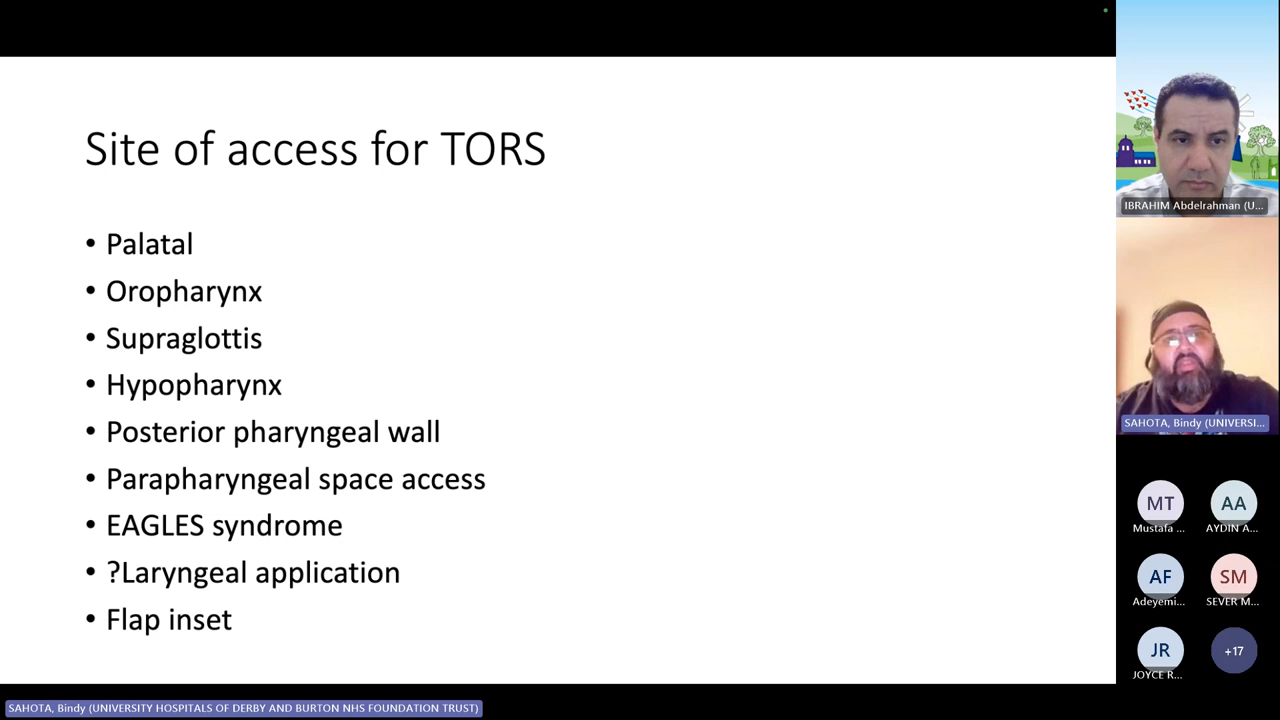 Site of access for TORS
• Palatal
• Oropharynx
• Supraglottis
• Hypopharynx
• Posterior pharyngeal wall
• Parapharyngeal space access
• EAGLES syndrome
• ?Laryngeal application
• Flap inset
IBRAHIM Abdelrahman (U...
SAHOTA, Bindy (UNIVERSI...
MT
Mustafa ...
AA
AYDIN A...
AF
Adeyemi...
SM
SEVER M...
JR
JOYCE R...
+17
SAHOTA, Bindy (UNIVERSITY HOSPITALS OF DERBY AND BURTON NHS FOUNDATION TRUST)